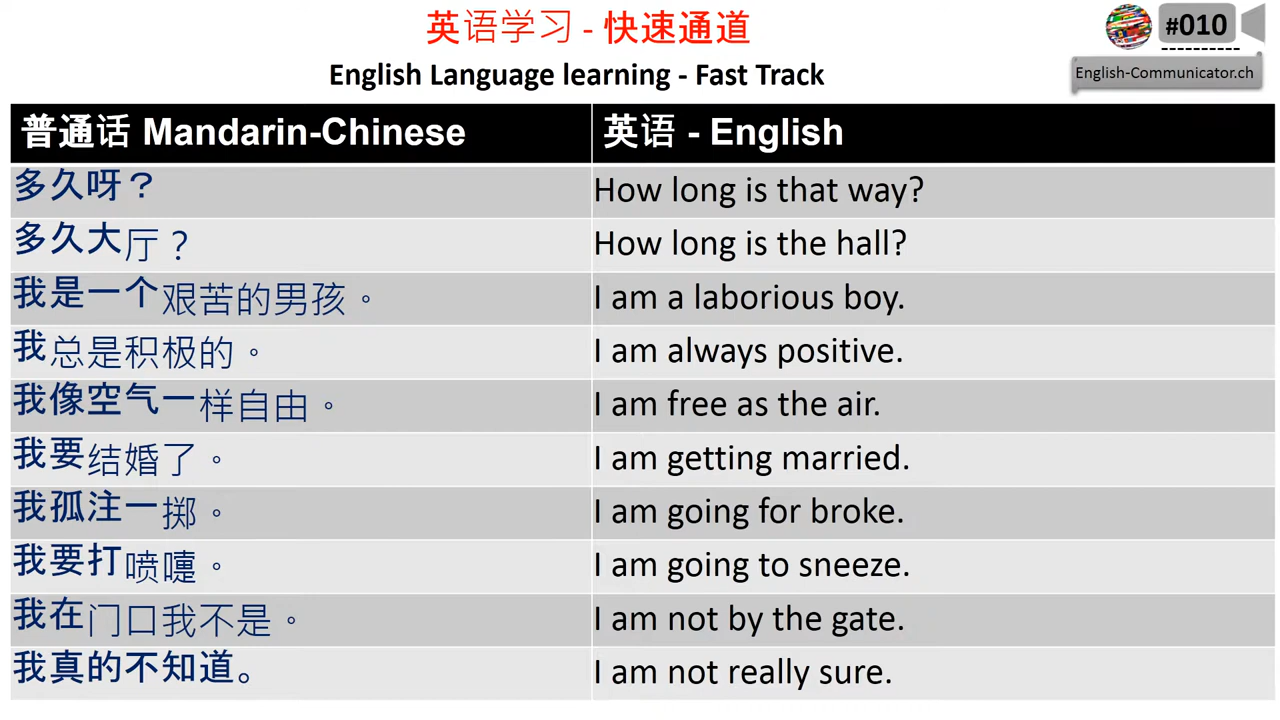 英语学习 - 快速通道
#010
English Language learning - Fast Track
English-Communicator.ch
普通话 Mandarin-Chinese
英语 - English
多久呀？
How long is that way?
多久大厅？
How long is the hall?
我是一个艰苦的男孩。
I am a laborious boy.
我总是积极的。
I am always positive.
我像空气一样自由。
I am free as the air.
我要结婚了。
I am getting married.
我孤注一掷。
I am going for broke.
我要打喷嚏。
I am going to sneeze.
我在门口我不是。
I am not by the gate.
我真的不知道。
I am not really sure.